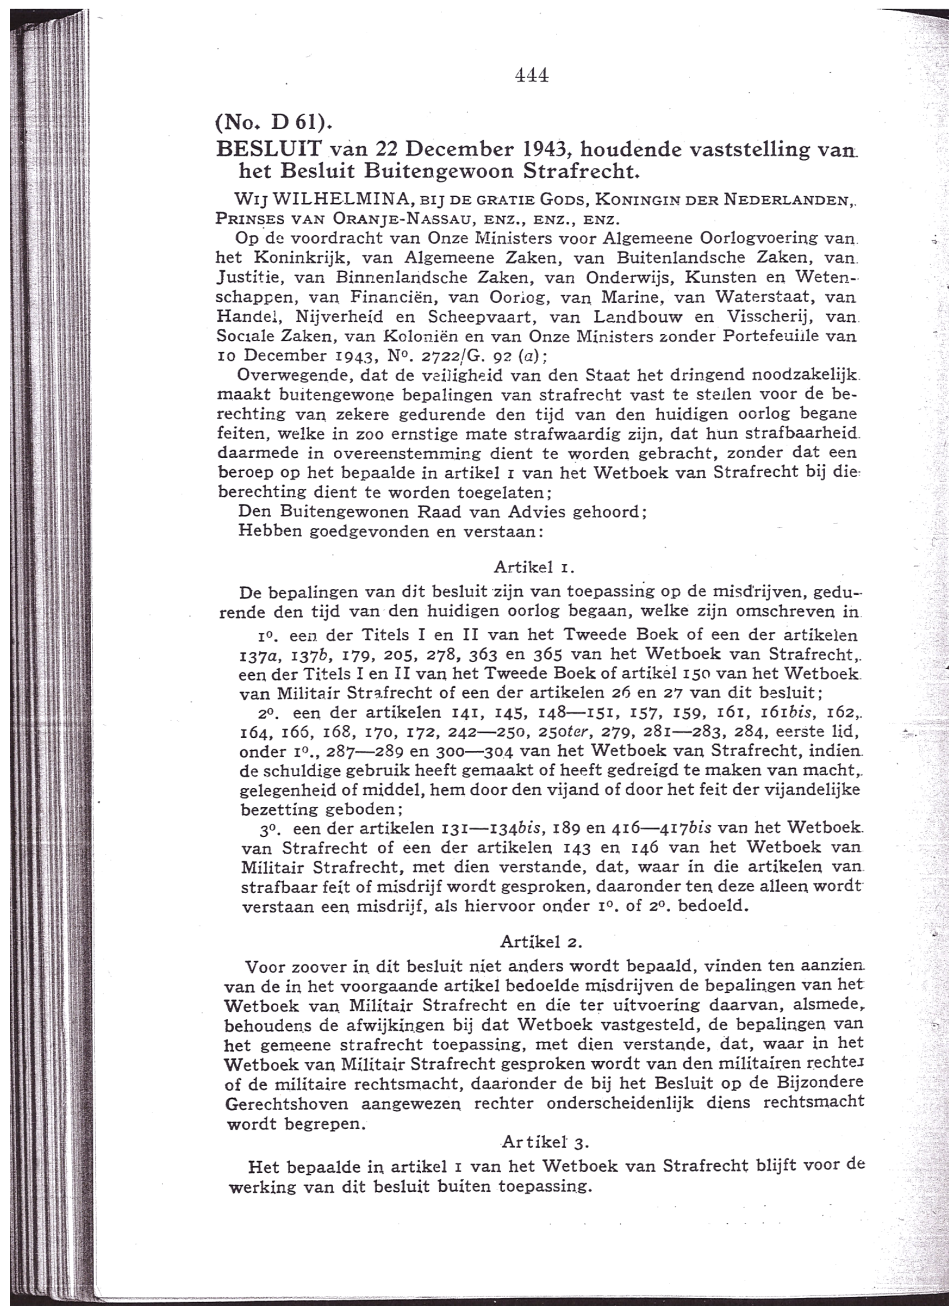 444
(No. D 61).
BESLUIT van 22 December 1943, houdende vaststelling van
het Besluit Buitengewoon Strafrecht.
WIJ WILHELMINA, BIJ DE GRATIE GODS, KONINGIN DER NEDERLANDEN,
PRINSES VAN ORANJE-NASSAU, ENZ., ENZ., ENZ.
Op de voordracht van Onze Ministers voor Algemeene Oorlogvoering van
het Koninkrijk, van Algemeene Zaken, van Buitenlandsche Zaken, van
Justitie, van Binnenlandsche Zaken, van Onderwijs, Kunsten en Weten-
schappen, van Financiën, van Oorlog, van Marine, van Waterstaat, van
Handel, Nijverheid en Scheepvaart, van Landbouw en Visscherij, van
Sociale Zaken, van Koloniën en van Onze Ministers zonder Portefeuille van
10 December 1943, Nº. 2722/G. 92 (a);
Overwegende, dat de veiligheid van den Staat het dringend noodzakelijk
maakt buitengewone bepalingen van strafrecht vast te stellen voor de be-
rechting van zekere gedurende den tijd van den huidigen oorlog begane
feiten, welke in zoo ernstige mate strafwaardig zijn, dat hun strafbaarheid
daarmede in overeenstemming dient te worden gebracht, zonder dat een
beroep op het bepaalde in artikel 1 van het Wetboek van Strafrecht bij die
berechting dient te worden toegelaten;
Den Buitengewonen Raad van Advies gehoord;
Hebben goedgevonden en verstaan:
Artikel 1.
De bepalingen van dit besluit zijn van toepassing op de misdrijven, gedu-
rende den tijd van den huidigen oorlog begaan, welke zijn omschreven in
1º. een der Titels I en II van het Tweede Boek of een der artikelen
137a, 137b, 179, 205, 278, 363 en 365 van het Wetboek van Strafrecht,
een der Titels I en II van het Tweede Boek of artikel 150 van het Wetboek
van Militair Strafrecht of een der artikelen 26 en 27 van dit besluit;
2º. een der artikelen 141, 145, 148—151, 157, 159, 161, 161bis, 162,
164, 166, 168, 170, 172, 242—250, 250ter, 279, 281—283, 284, eerste lid,
onder 1º., 287—289 en 300—304 van het Wetboek van Strafrecht, indien
de schuldige gebruik heeft gemaakt of heeft gedreigd te maken van macht,
gelegenheid of middel, hem door den vijand of door het feit der vijandelijke
bezetting geboden;
3º. een der artikelen 131—134bis, 189 en 416—417bis van het Wetboek
van Strafrecht of een der artikelen 143 en 146 van het Wetboek van
Militair Strafrecht, met dien verstande, dat, waar in die artikelen van
strafbaar feit of misdrijf wordt gesproken, daaronder ten deze alleen wordt
verstaan een misdrijf, als hiervoor onder 1º. of 2º. bedoeld.
Artikel 2.
Voor zoover in dit besluit niet anders wordt bepaald, vinden ten aanzien
van de in het voorgaande artikel bedoelde misdrijven de bepalingen van het
Wetboek van Militair Strafrecht en die ter uitvoering daarvan, alsmede,
behoudens de afwijkingen bij dat Wetboek vastgesteld, de bepalingen van
het gemeene strafrecht toepassing, met dien verstande, dat, waar in het
Wetboek van Militair Strafrecht gesproken wordt van den militairen rechter
of de militaire rechtsmacht, daaronder de bij het Besluit op de Bijzondere
Gerechtshoven aangewezen rechter onderscheidenlijk diens rechtsmacht
wordt begrepen.
Artikel 3.
Het bepaalde in artikel 1 van het Wetboek van Strafrecht blijft voor de
werking van dit besluit buiten toepassing.